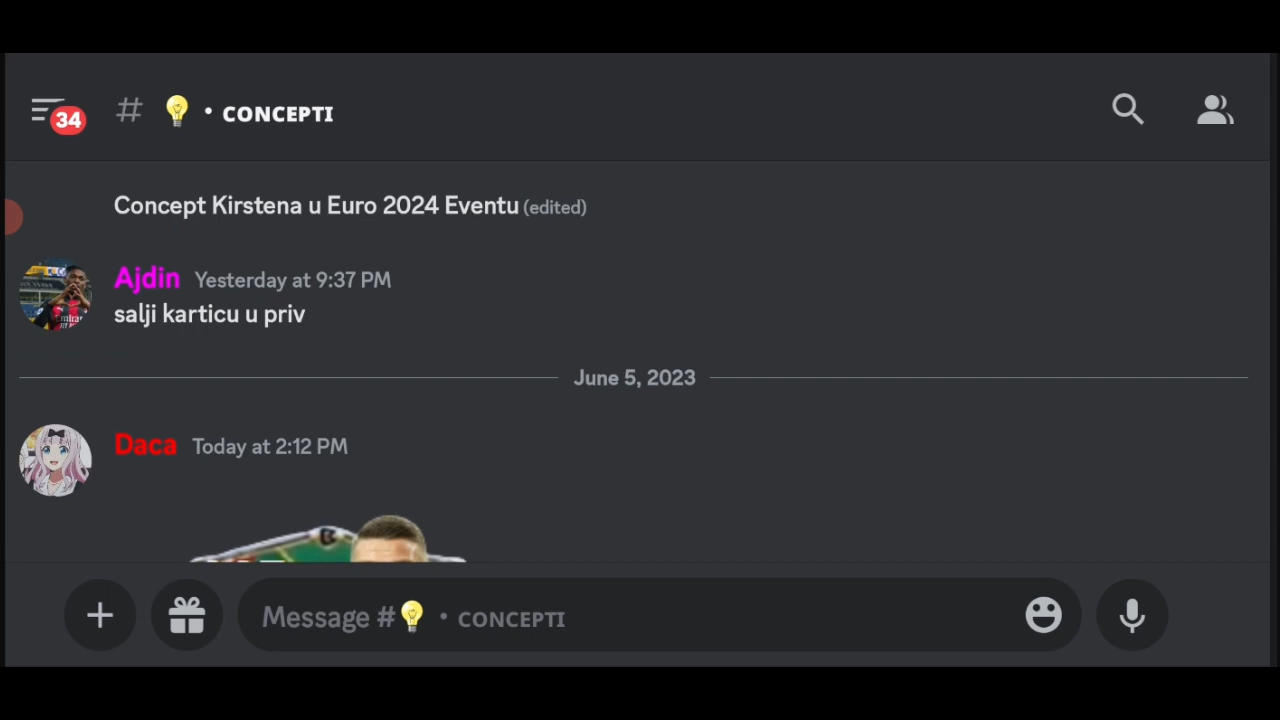 34 # 💡 • CONCEPTI
Concept Kirstena u Euro 2024 Eventu (edited)
Ajdin Yesterday at 9:37 PM
salji karticu u priv
June 5, 2023
Daca Today at 2:12 PM
Message #💡 • CONCEPTI